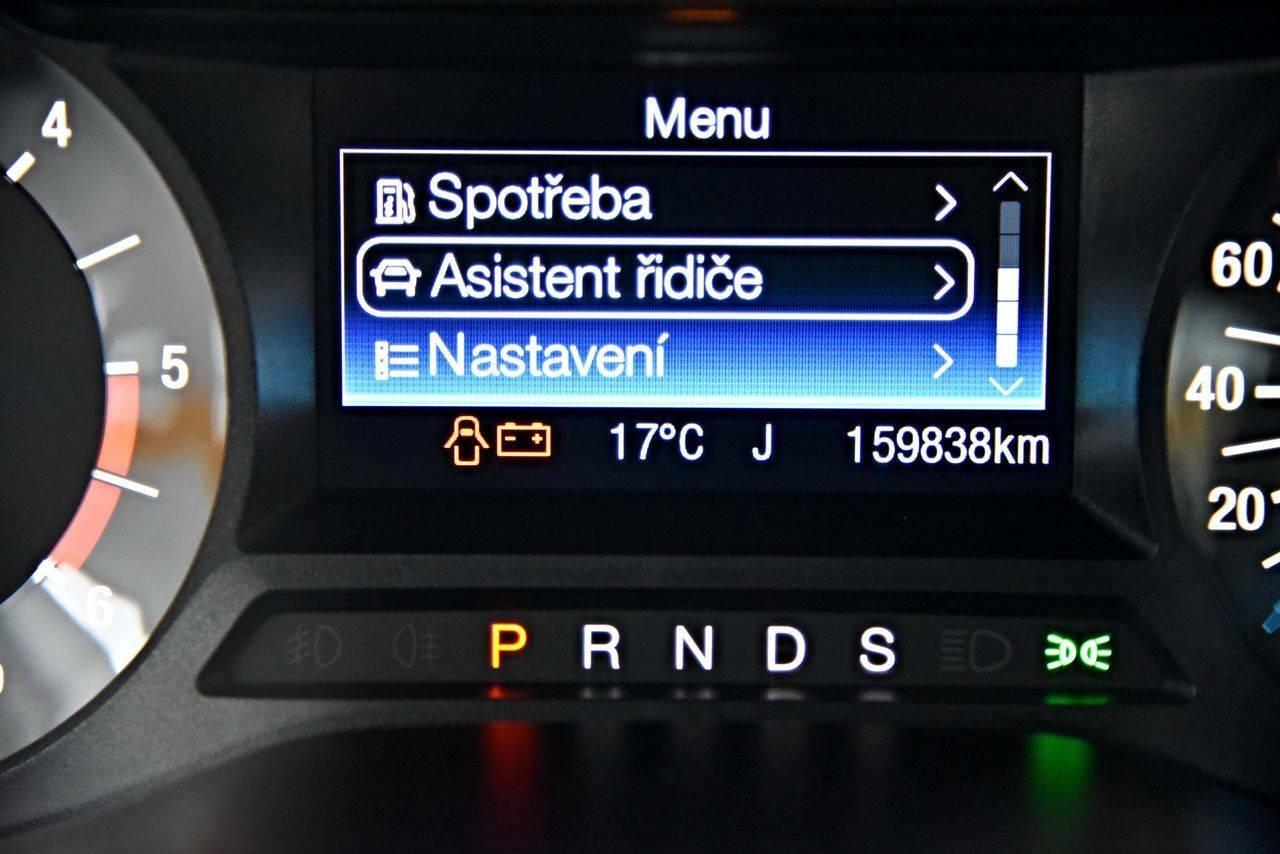 Menu
Spotřeba
Asistent řidiče
Nastavení
17°C J 159838km
P R N D S
4
5
6
60
40
20